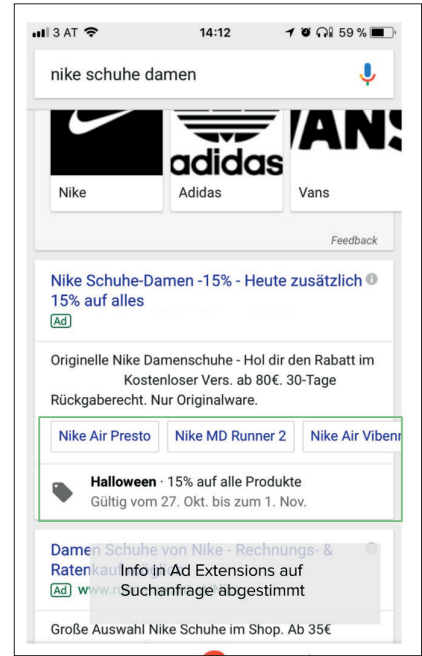 3 AT 14:12 59 %
nike schuhe damen
adidas VANS
Nike Adidas Vans
Feedback
Nike Schuhe-Damen -15% - Heute zusätzlich
15% auf alles
Ad
Originelle Nike Damenschuhe - Hol dir den Rabatt im
Kostenloser Vers. ab 80€. 30-Tage
Rückgaberecht. Nur Originalware.
Nike Air Presto Nike MD Runner 2 Nike Air Vibenn
Halloween · 15% auf alle Produkte
Gültig vom 27. Okt. bis zum 1. Nov.
Damen Schuhe von Nike - Rechnungs- &
Info in Ad Extensions auf
Ad
Suchanfrage abgestimmt
Große Auswahl Nike Schuhe im Shop. Ab 35€